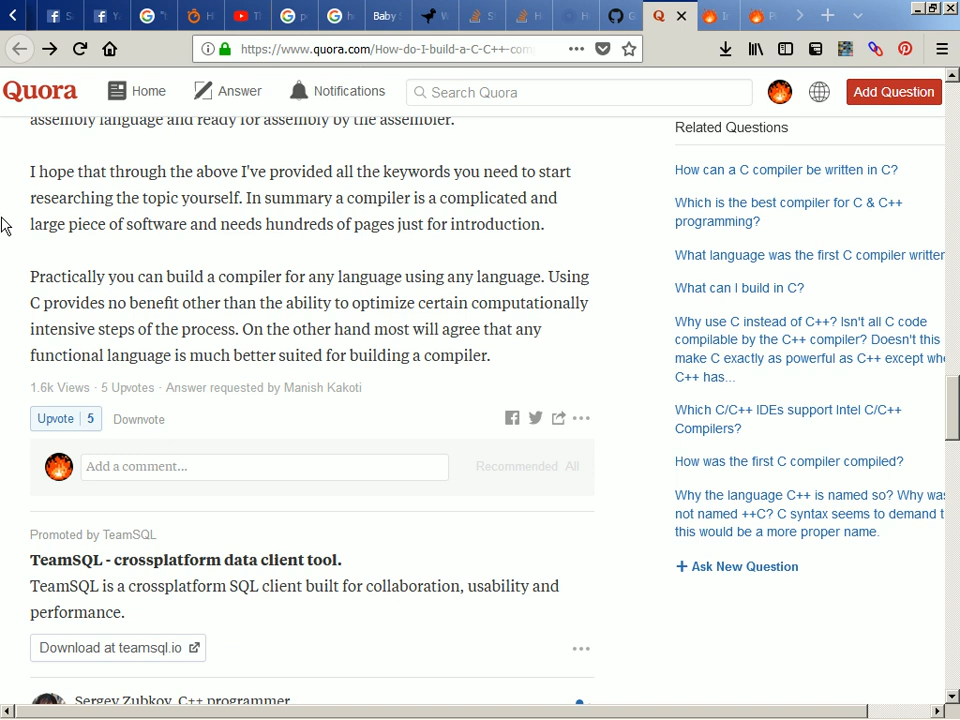 Baby
https://www.quora.com/How-do-I-build-a-C-C++-com
Quora
Home
Answer
Notifications
Search Quora
Add Question
assembly language and ready for assembly by the assembler.
I hope that through the above I've provided all the keywords you need to start
researching the topic yourself. In summary a compiler is a complicated and
large piece of software and needs hundreds of pages just for introduction.
Practically you can build a compiler for any language using any language. Using
C provides no benefit other than the ability to optimize certain computationally
intensive steps of the process. On the other hand most will agree that any
functional language is much better suited for building a compiler.
1.6k Views · 5 Upvotes · Answer requested by Manish Kakoti
Upvote | 5
Downvote
Add a comment...
Recommended All
Promoted by TeamSQL
TeamSQL - crossplatform data client tool.
TeamSQL is a crossplatform SQL client built for collaboration, usability and
performance.
Download at teamsql.io
Sergey Zubkov, C++ programmer
Related Questions
How can a C compiler be written in C?
Which is the best compiler for C & C++
programming?
What language was the first C compiler written
What can I build in C?
Why use C instead of C++? Isn't all C code
compilable by the C++ compiler? Doesn't this
make C exactly as powerful as C++ except whe
C++ has...
Which C/C++ IDEs support Intel C/C++
Compilers?
How was the first C compiler compiled?
Why the language C++ is named so? Why was
not named ++C? C syntax seems to demand t
this would be a more proper name.
+ Ask New Question